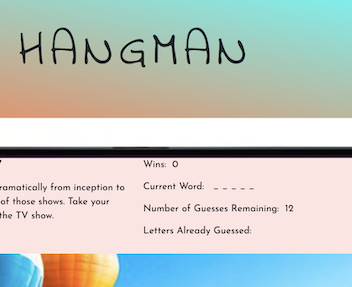 HANGMAN
Wins: 0
Current Word: _ _ _ _ _
ramatically from inception to
of those shows. Take your
the TV show.
Number of Guesses Remaining: 12
Letters Already Guessed: